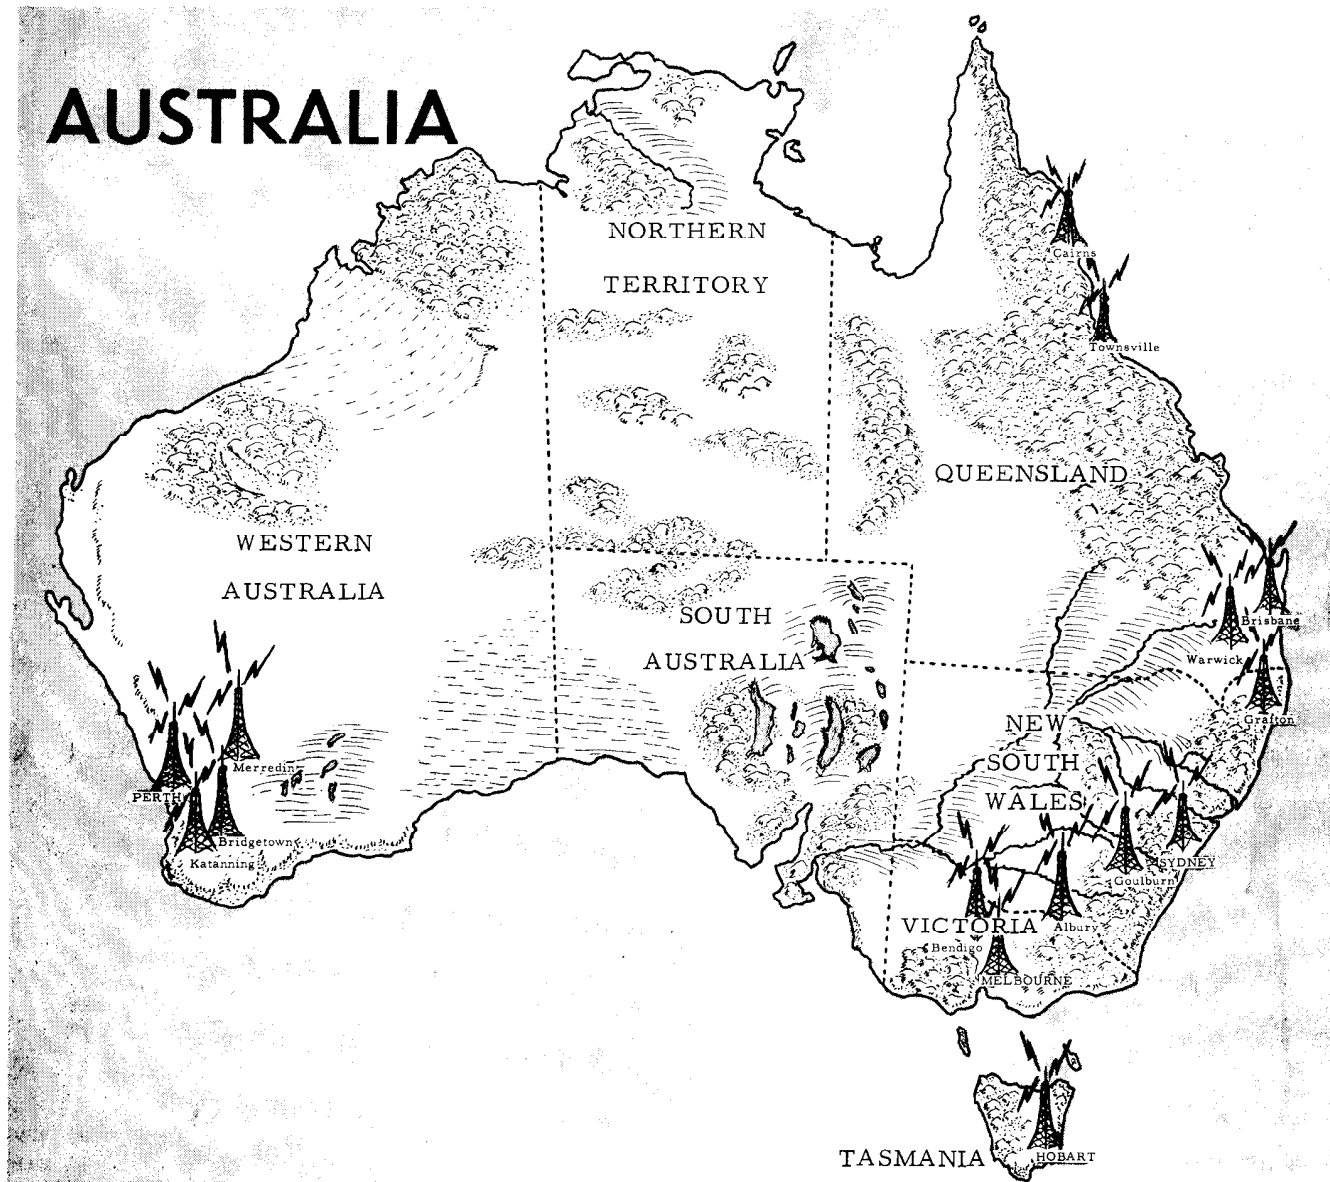 AUSTRALIA
NORTHERN
TERRITORY
Cairns
Townsville
QUEENSLAND
WESTERN
AUSTRALIA
SOUTH
AUSTRALIA
Brisbane
Warwick
Grafton
NEW
SOUTH
WALES
Merredin
PERTH
Bridgetown
Katanning
SYDNEY
Goulburn
VICTORIA
Albury
Bendigo
MELBOURNE
TASMANIA
HOBART